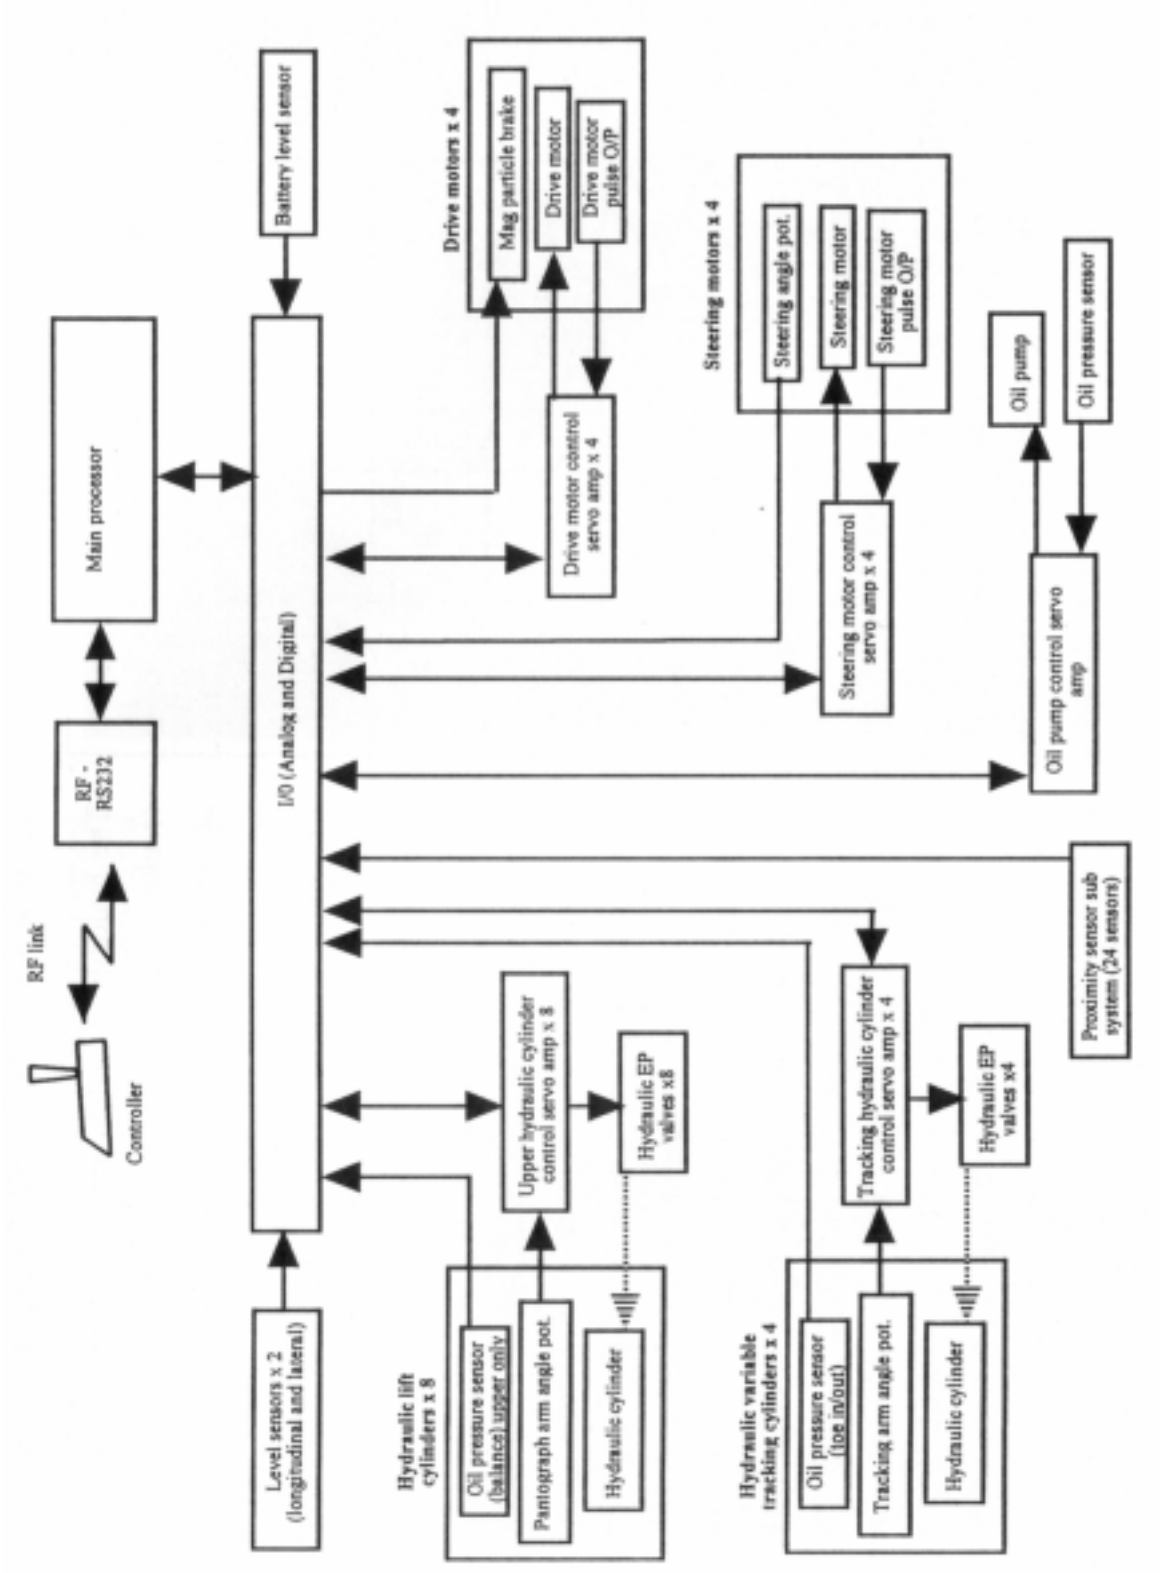 Controller
RF link
RF -
RS232
Main processor
Level sensors x 2
(longitudinal and lateral)
I/0 (Analog and Digital)
Battery level sensor
Hydraulic lift
cylinders x 8
Oil pressure sensor
(balance) upper only
Pantograph arm angle pot.
Hydraulic cylinder
Upper hydraulic cylinder
control servo amp x 8
Hydraulic EP
valves x8
Drive motors x 4
Mag particle brake
Drive motor
Drive motor
pulse O/P
Drive motor control
servo amp x 4
Hydraulic variable
tracking cylinders x 4
Oil pressure sensor
(toe in/out)
Tracking arm angle pot.
Hydraulic cylinder
Tracking hydraulic cylinder
control servo amp x 4
Hydraulic EP
valves x4
Steering motors x 4
Steering angle pot.
Steering motor
Steering motor
pulse O/P
Steering motor control
servo amp x 4
Oil pump
Oil pressure sensor
Oil pump control servo
amp
Proximity sensor sub
system (24 sensors)